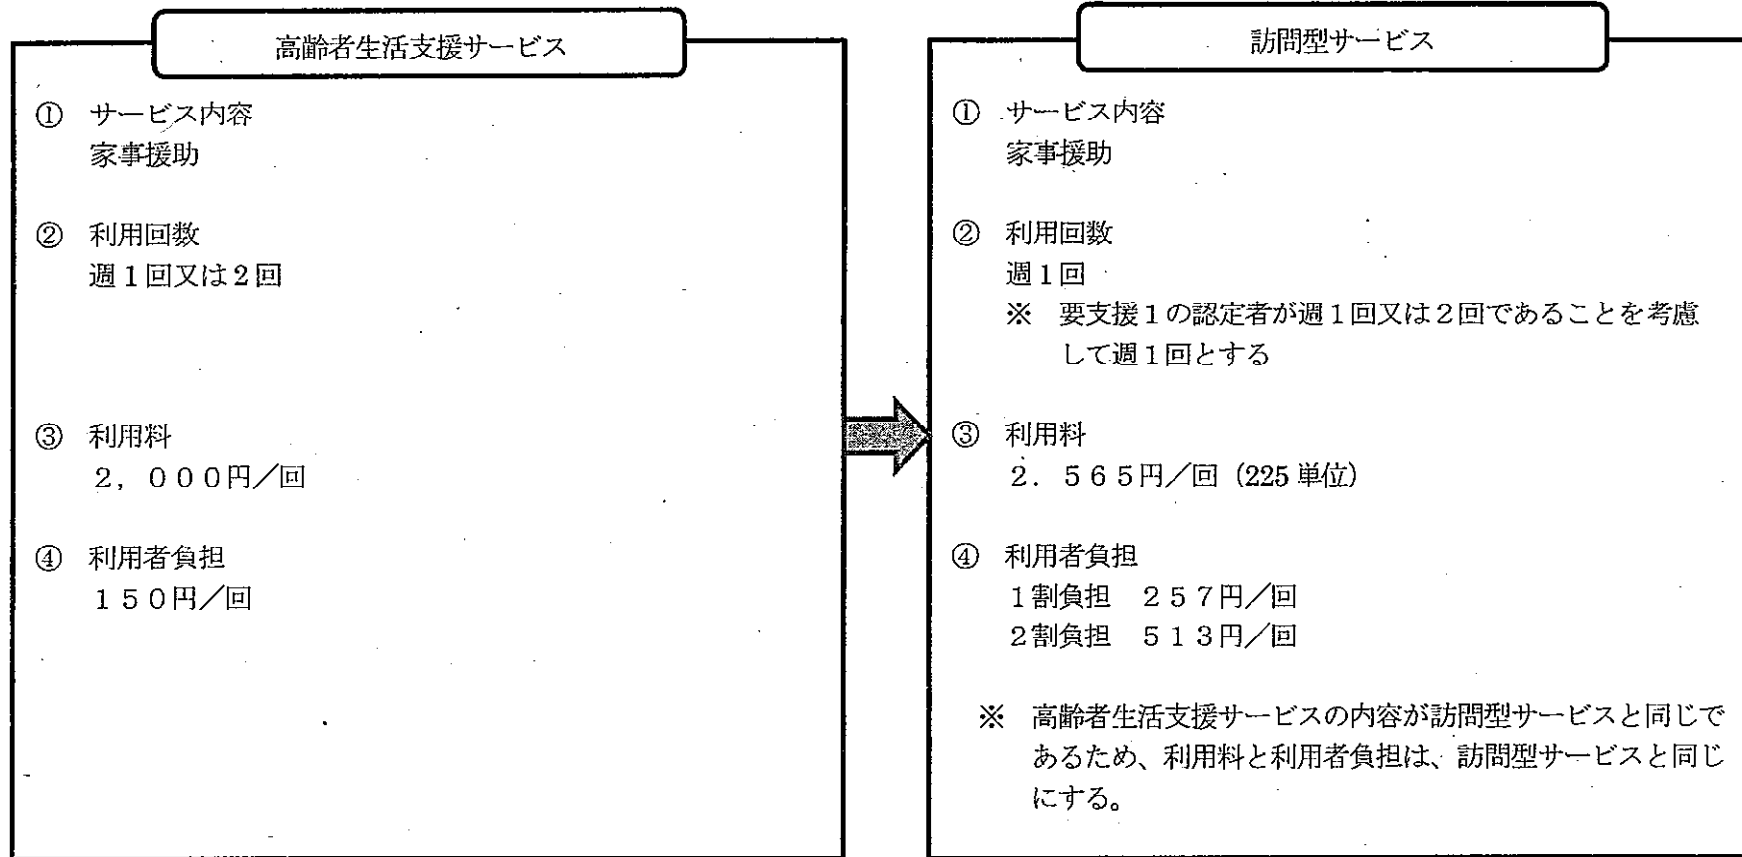 高齢者生活支援サービス
① サービス内容
家事援助
② 利用回数
週1回又は2回
③ 利用料
2，000円／回
④ 利用者負担
150円／回
訪問型サービス
① サービス内容
家事援助
② 利用回数
週1回
※ 要支援1の認定者が週1回又は2回であることを考慮
して週1回とする
③ 利用料
2．565円／回（225単位）
④ 利用者負担
1割負担 257円／回
2割負担 513円／回
※ 高齢者生活支援サービスの内容が訪問型サービスと同じで
あるため、利用料と利用者負担は、訪問型サービスと同じ
にする。